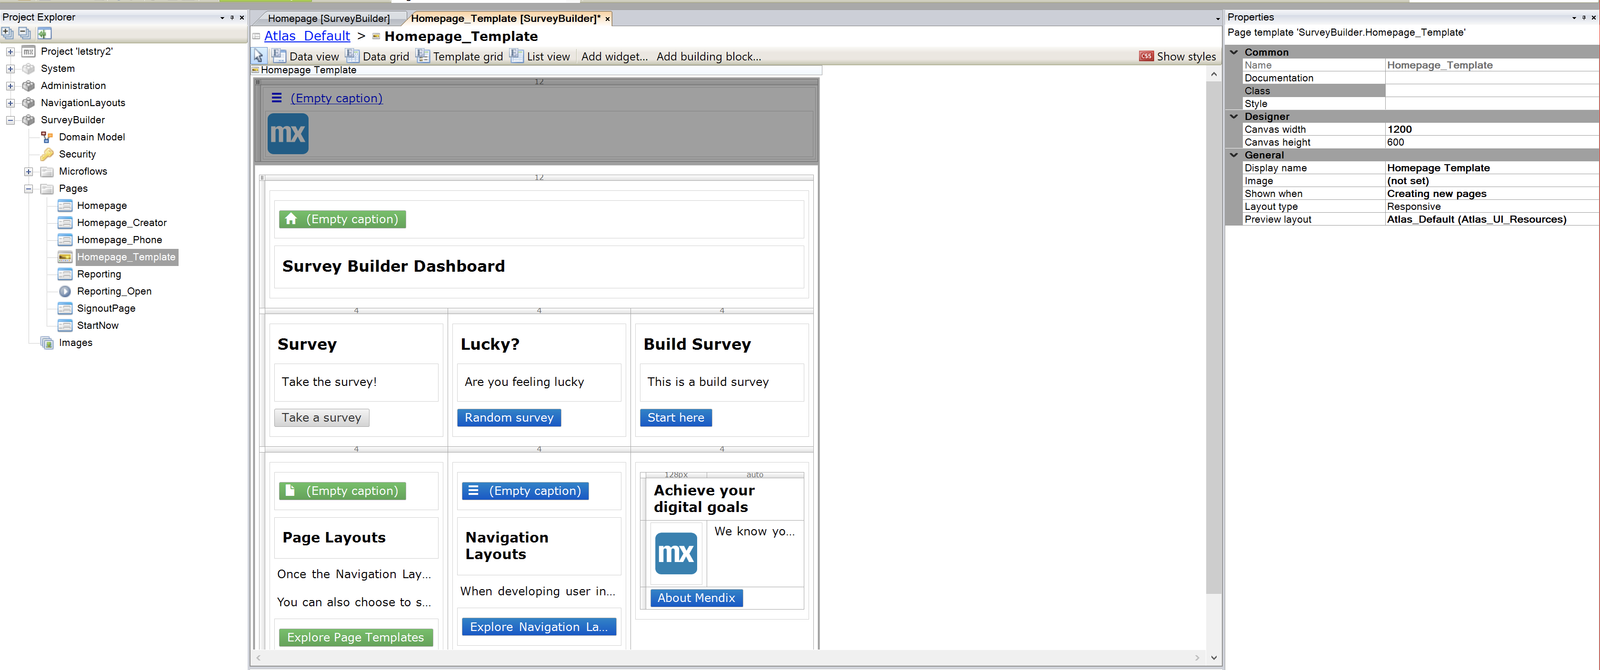 Project Explorer
Project 'letstry2'
System
Administration
NavigationLayouts
SurveyBuilder
Domain Model
Security
Microflows
Pages
Homepage
Homepage_Creator
Homepage_Phone
Homepage_Template
Reporting
Reporting_Open
SignoutPage
StartNow
Images
Homepage [SurveyBuilder]
Homepage_Template [SurveyBuilder]* ×
Atlas_Default > Homepage_Template
Data view Data grid Template grid List view Add widget... Add building block... Show styles
Homepage Template
12
(Empty caption)
mx
12
(Empty caption)
Survey Builder Dashboard
4 4 4
Survey
Take the survey!
Take a survey
Lucky?
Are you feeling lucky
Random survey
Build Survey
This is a build survey
Start here
4 4 4
(Empty caption)
Page Layouts
Once the Navigation Lay...
You can also choose to s...
Explore Page Templates
(Empty caption)
Navigation
Layouts
When developing user in...
Explore Navigation La...
128px auto
Achieve your
digital goals
mx
We know yo...
About Mendix
Properties
Page template 'SurveyBuilder.Homepage_Template'
Common
Name Homepage_Template
Documentation
Class
Style
Designer
Canvas width 1200
Canvas height 600
General
Display name Homepage Template
Image (not set)
Shown when Creating new pages
Layout type Responsive
Preview layout Atlas_Default (Atlas_UI_Resources)